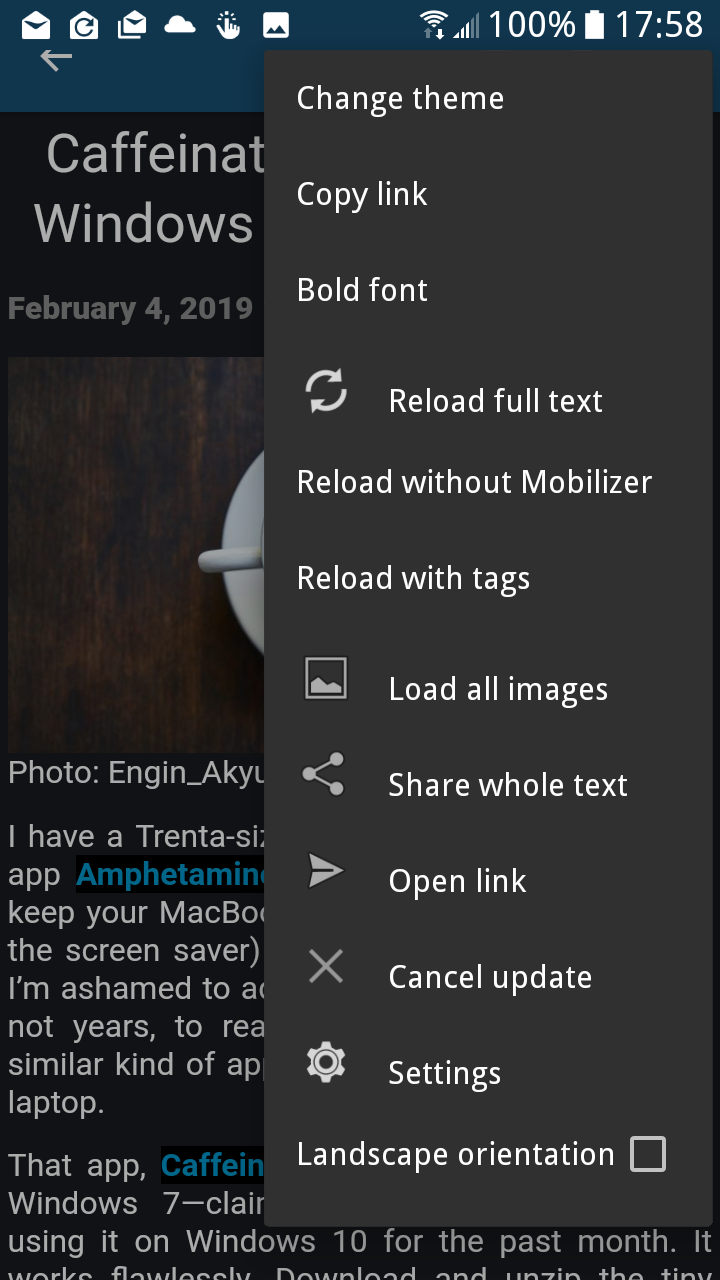 100% 17:58
Change theme
Copy link
Bold font
Reload full text
Reload without Mobilizer
Reload with tags
Load all images
Share whole text
Open link
Cancel update
Settings
Landscape orientation
Caffeinat
Windows
February 4, 2019
Photo: Engin_Aky
I have a Trenta-si
app Amphetamine
keep your MacBo
the screen saver)
I'm ashamed to a
not years, to rea
similar kind of ap
laptop.
That app, Caffein
Windows 7—clai
using it on Windows 10 for the past month. It
works flawlessly. Download and unzip the tiny